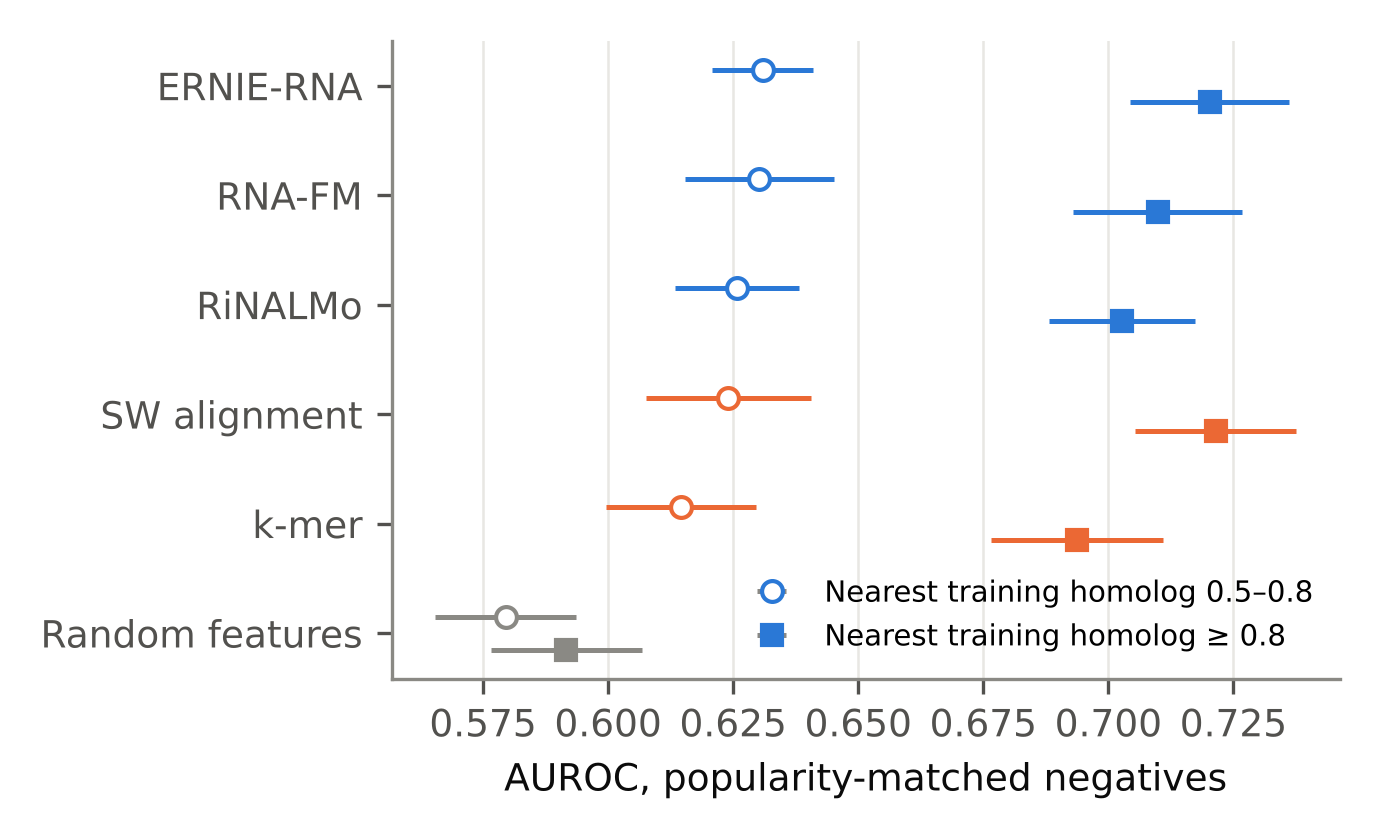 ERNIE-RNA
RNA-FM
RiNALMo
SW alignment
k-mer
Random features
Nearest training homolog 0.5–0.8
Nearest training homolog ≥ 0.8
0.575 0.600 0.625 0.650 0.675 0.700 0.725
AUROC, popularity-matched negatives